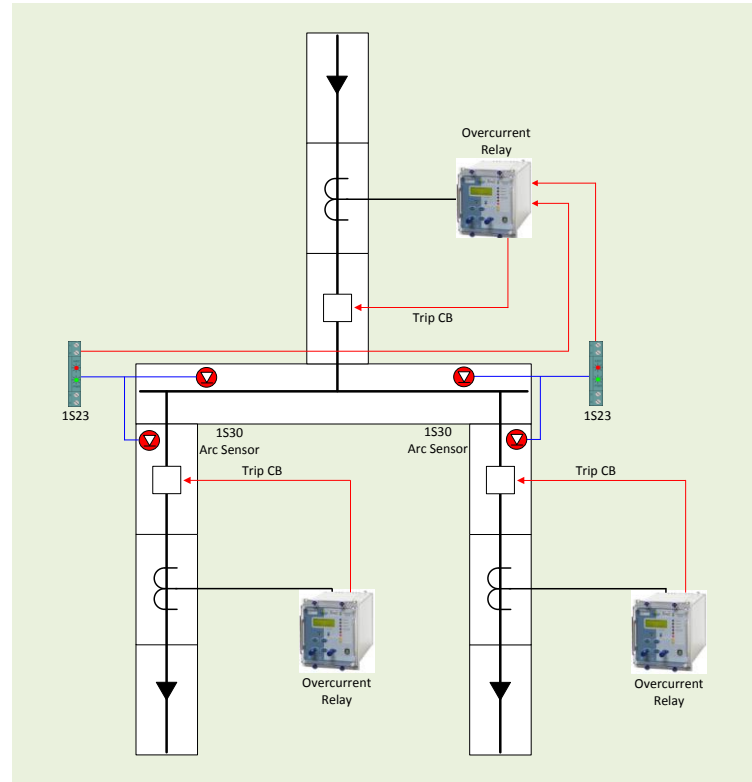 Overcurrent
Relay
Trip CB
1S23
1S23
1S30
Arc Sensor
1S30
Arc Sensor
Trip CB
Trip CB
Overcurrent
Relay
Overcurrent
Relay